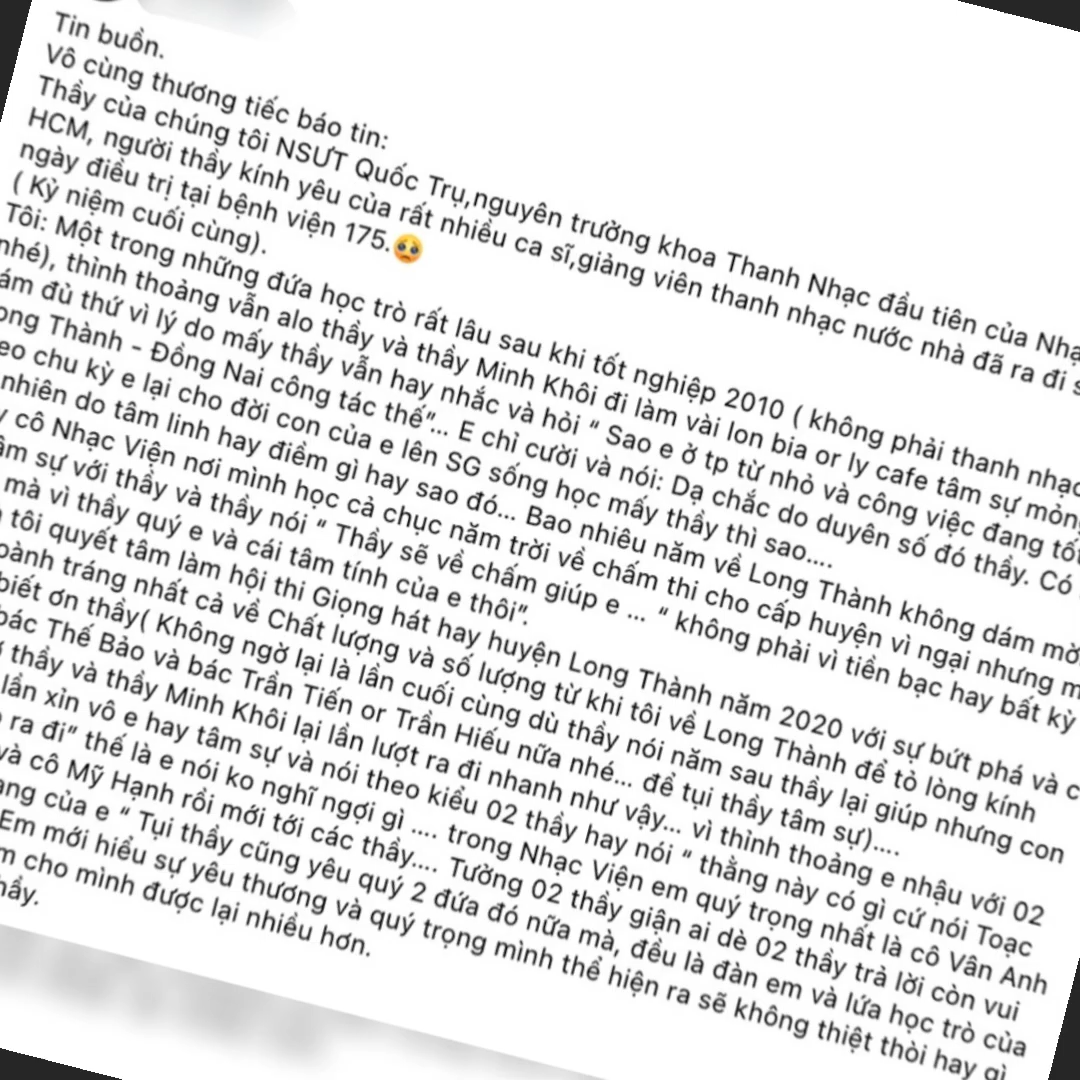 Tin buồn.
Vô cùng thương tiếc báo tin:
Thầy của chúng tôi NSƯT Quốc Trụ,nguyên trưởng khoa Thanh Nhạc đầu tiên của Nhạ
HCM, người thầy kính yêu của rất nhiều ca sĩ,giảng viên thanh nhạc nước nhà đã ra đi s
ngày điều trị tại bệnh viện 175.🥺
( Kỷ niệm cuối cùng).
Tôi: Một trong những đứa học trò rất lâu sau khi tốt nghiệp 2010 ( không phải thanh nhạc
nhé), thỉnh thoảng vẫn alo thầy và thầy Minh Khôi đi làm vài lon bia or ly cafe tâm sự mỏng
ám đủ thứ vì lý do mấy thầy vẫn hay nhắc và hỏi “ Sao e ở tp từ nhỏ và công việc đang tốt
ong Thành - Đồng Nai công tác thế”... E chỉ cười và nói: Dạ chắc do duyên số đó thầy. Có
eo chu kỳ e lại cho đời con của e lên SG sống học mấy thầy thì sao....
nhiên do tâm linh hay điềm gì hay sao đó... Bao nhiêu năm về Long Thành không dám mờ
y cô Nhạc Viện nơi mình học cả chục năm trời về chấm thi cho cấp huyện vì ngại nhưng m
âm sự với thầy và thầy nói “ Thầy sẽ về chấm giúp e ... “ không phải vì tiền bạc hay bất kỳ
mà vì thầy quý e và cái tâm tính của e thôi”.
tôi quyết tâm làm hội thi Giọng hát hay huyện Long Thành năm 2020 với sự bứt phá và c
oành tráng nhất cả về Chất lượng và số lượng từ khi tôi về Long Thành để tỏ lòng kính
biết ơn thầy( Không ngờ lại là lần cuối cùng dù thầy nói năm sau thầy lại giúp nhưng con
bác Thế Bảo và bác Trần Tiến or Trần Hiếu nữa nhé... để tụi thầy tâm sự)....
thầy và thầy Minh Khôi lại lần lượt ra đi nhanh như vậy... vì thỉnh thoảng e nhậu với 02
lần xỉn vô e hay tâm sự và nói theo kiểu 02 thầy hay nói “ thằng này có gì cứ nói Toạc
ra đi” thế là e nói ko nghĩ ngợi gì .... trong Nhạc Viện em quý trọng nhất là cô Vân Anh
và cô Mỹ Hạnh rồi mới tới các thầy.... Tưởng 02 thầy giận ai dè 02 thầy trả lời còn vui
ang của e “ Tụi thầy cũng yêu quý 2 đứa đó nữa mà, đều là đàn em và lứa học trò của
Em mới hiểu sự yêu thương và quý trọng mình thể hiện ra sẽ không thiệt thòi hay gì
m cho mình được lại nhiều hơn.
hầy.